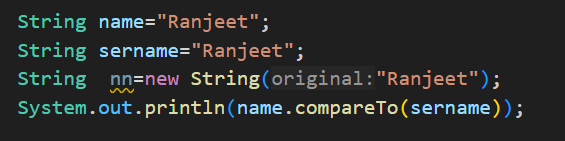 String name="Ranjeet";
String sername="Ranjeet";
String  nn=new String(original:"Ranjeet");
System.out.println(name.compareTo(sername));